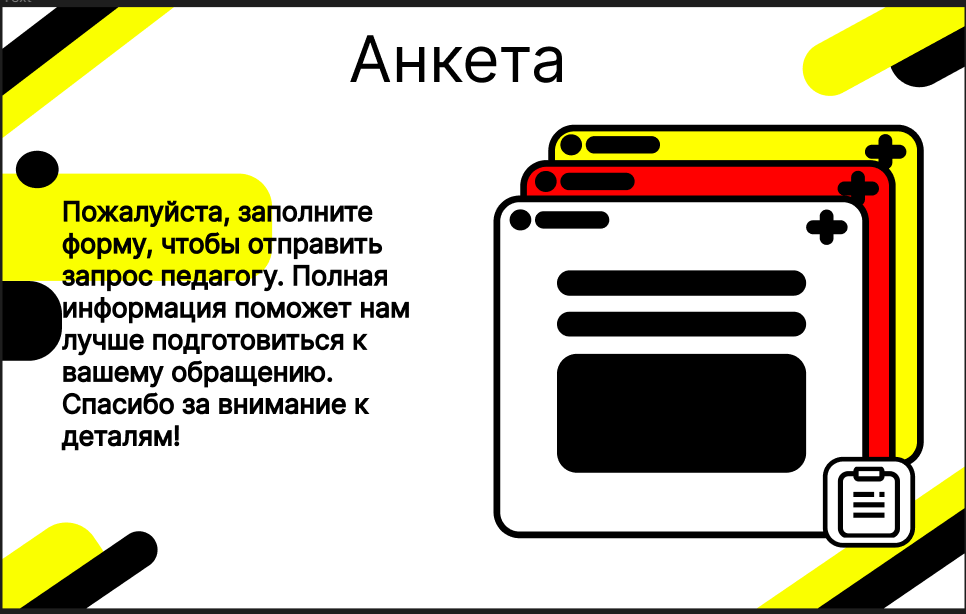 Анкета
Пожалуйста, заполните
форму, чтобы отправить
запрос педагогу. Полная
информация поможет нам
лучше подготовиться к
вашему обращению.
Спасибо за внимание к
деталям!